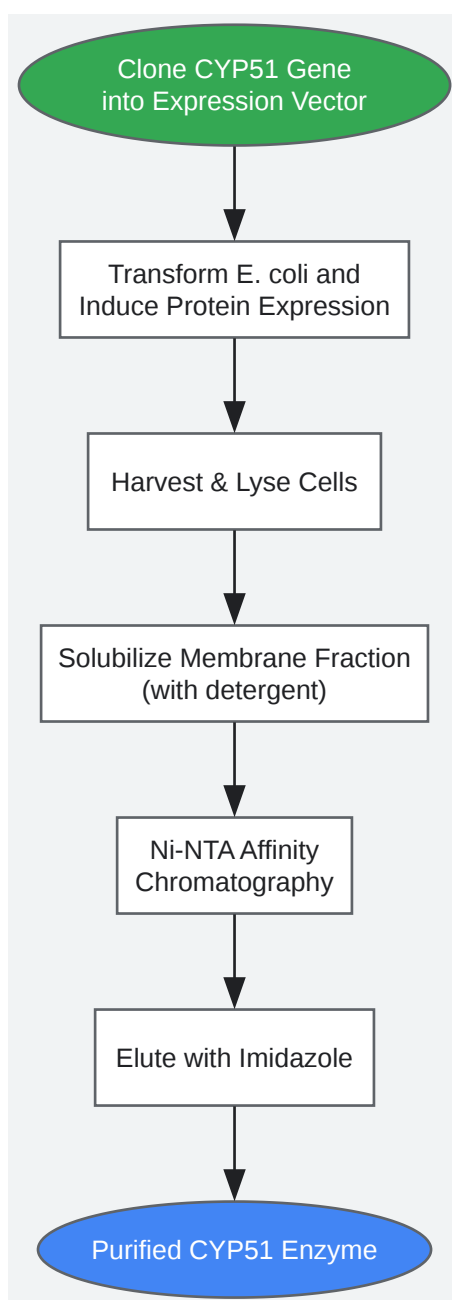 Clone CYP51 Gene
into Expression Vector
Transform E. coli and
Induce Protein Expression
Harvest & Lyse Cells
Solubilize Membrane Fraction
(with detergent)
Ni-NTA Affinity
Chromatography
Elute with Imidazole
Purified CYP51 Enzyme